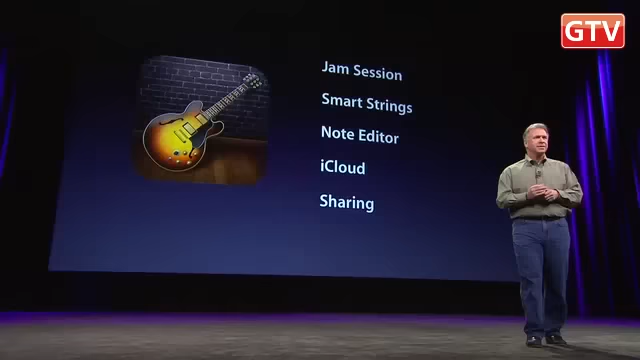 GTV
Jam Session
Smart Strings
Note Editor
iCloud
Sharing